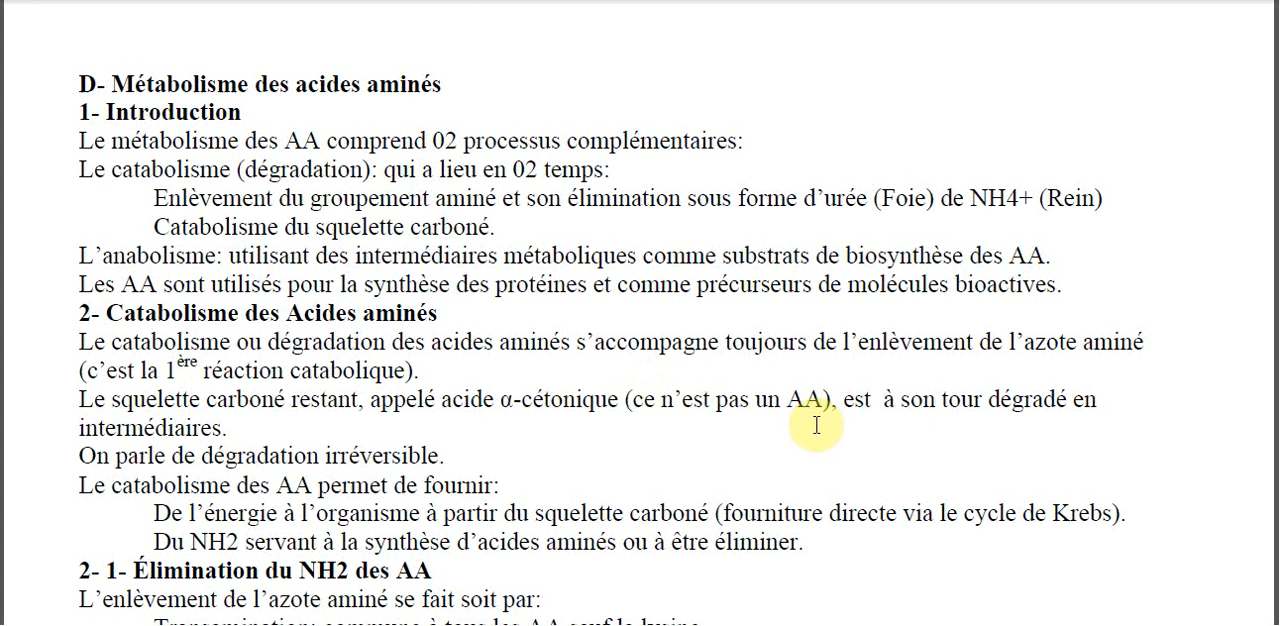 D- Métabolisme des acides aminés
1- Introduction
Le métabolisme des AA comprend 02 processus complémentaires:
Le catabolisme (dégradation): qui a lieu en 02 temps:
Enlèvement du groupement aminé et son élimination sous forme d’urée (Foie) de NH4+ (Rein)
Catabolisme du squelette carboné.
L’anabolisme: utilisant des intermédiaires métaboliques comme substrats de biosynthèse des AA.
Les AA sont utilisés pour la synthèse des protéines et comme précurseurs de molécules bioactives.
2- Catabolisme des Acides aminés
Le catabolisme ou dégradation des acides aminés s’accompagne toujours de l’enlèvement de l’azote aminé
(c’est la 1ère réaction catabolique).
Le squelette carboné restant, appelé acide α-cétonique (ce n’est pas un AA), est à son tour dégradé en
intermédiaires.
On parle de dégradation irréversible.
Le catabolisme des AA permet de fournir:
De l’énergie à l’organisme à partir du squelette carboné (fourniture directe via le cycle de Krebs).
Du NH2 servant à la synthèse d’acides aminés ou à être éliminer.
2- 1- Élimination du NH2 des AA
L’enlèvement de l’azote aminé se fait soit par:
Transamination: commune à tous les AA sauf la lysine